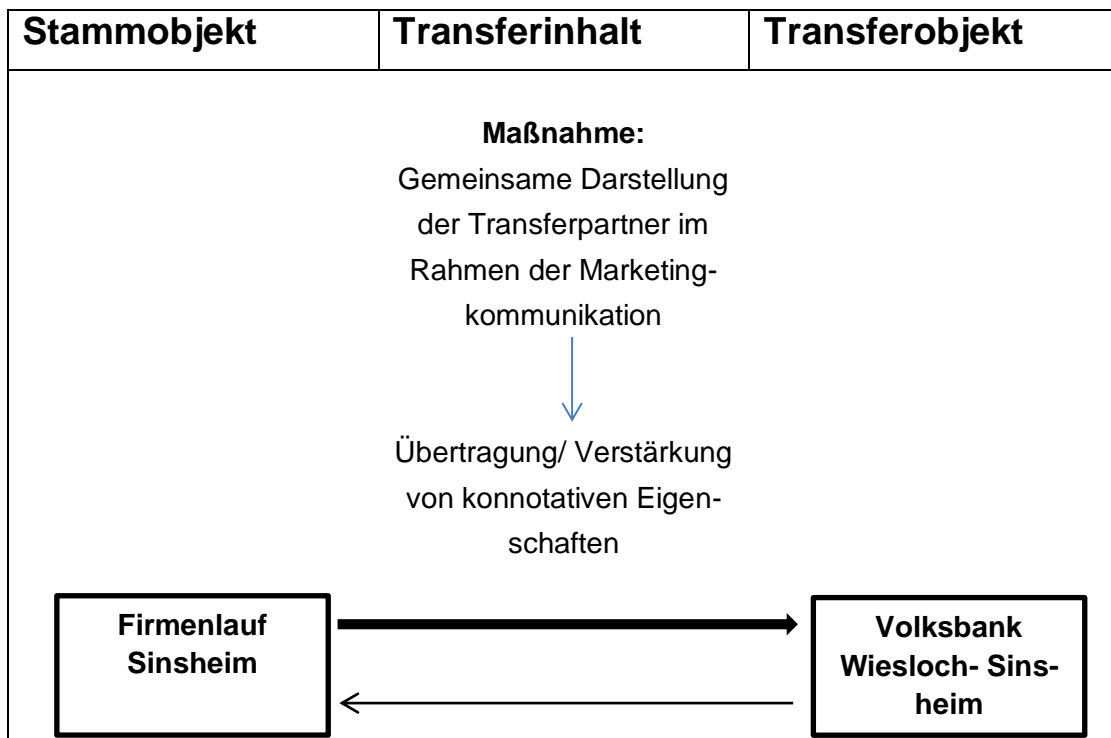 Stammobjekt Transferinhalt Transferobjekt
Maßnahme:
Gemeinsame Darstellung
der Transferpartner im
Rahmen der Marketing-
kommunikation
Übertragung/ Verstärkung
von konnotativen Eigen-
schaften
Firmenlauf
Sinsheim
Volksbank
Wiesloch- Sins-
heim